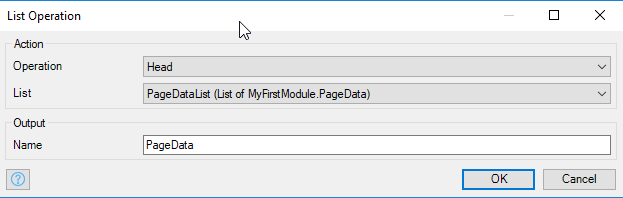 List Operation
Action
Operation Head
List PageDataList (List of MyFirstModule.PageData)
Output
Name PageData
? OK Cancel